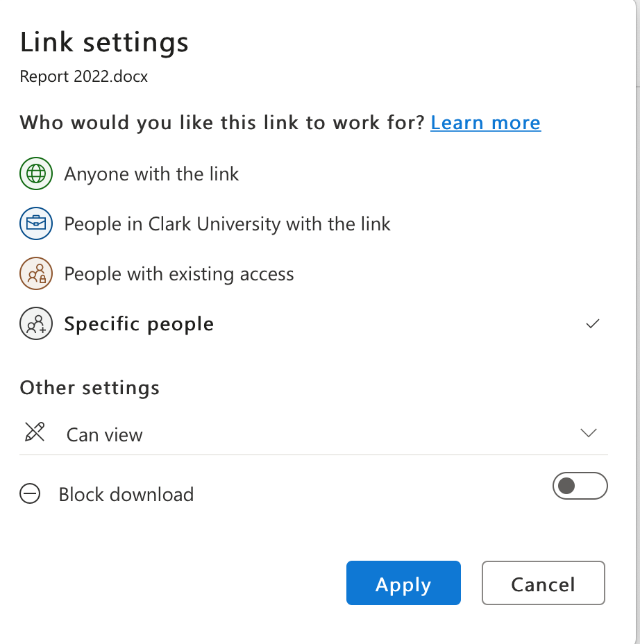 Link settings
Report 2022.docx
Who would you like this link to work for? Learn more
Anyone with the link
People in Clark University with the link
People with existing access
Specific people
Other settings
Can view
Block download
Apply Cancel